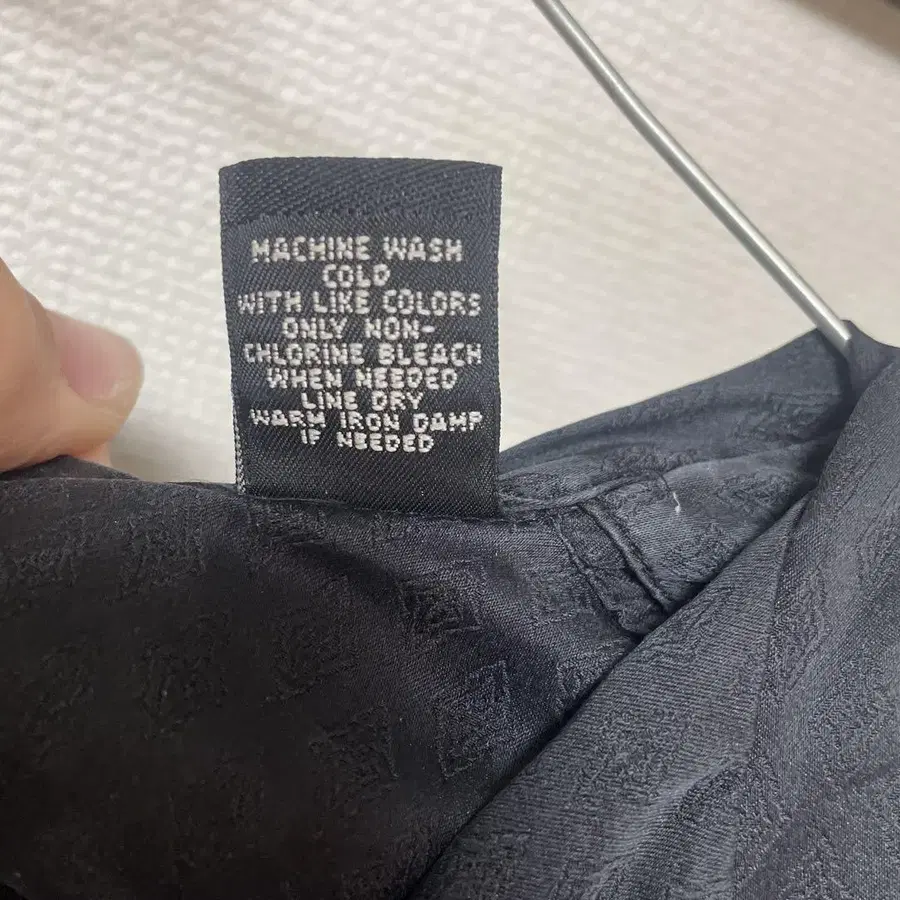 MACHINE WASH
COLD
WITH LIKE COLORS
ONLY NON-
CHLORINE BLEACH
WHEN NEEDED
LINE DRY
WARM IRON DAMP
IF NEEDED